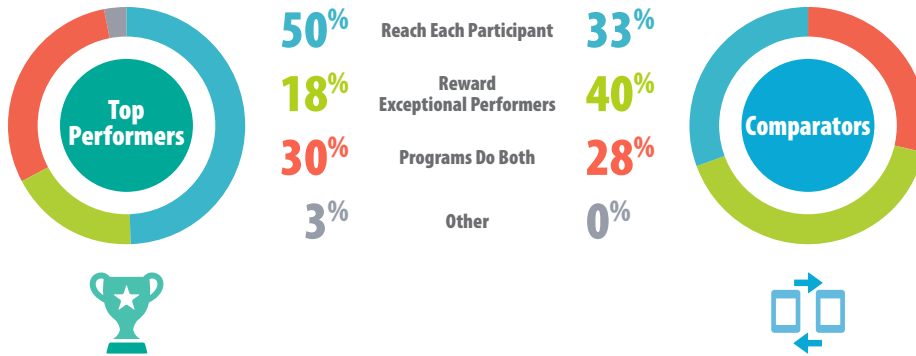 50% Reach Each Participant 33%
Top
Performers
18% Reward
Exceptional Performers 40%
Comparators
30% Programs Do Both 28%
3% Other 0%